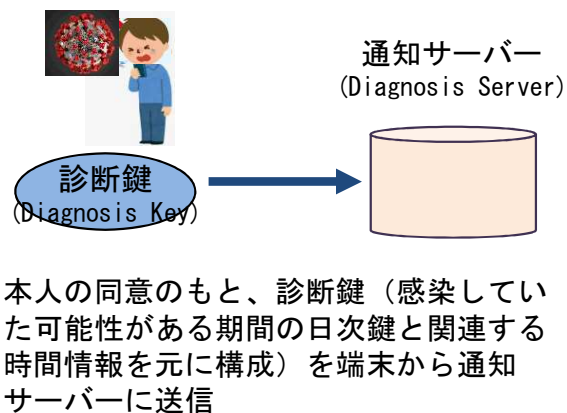 通知サーバー
(Diagnosis Server)
診断鍵
(Diagnosis Key)
本人の同意のもと、診断鍵（感染してい
た可能性がある期間の日次鍵と関連する
時間情報を元に構成）を端末から通知
サーバーに送信